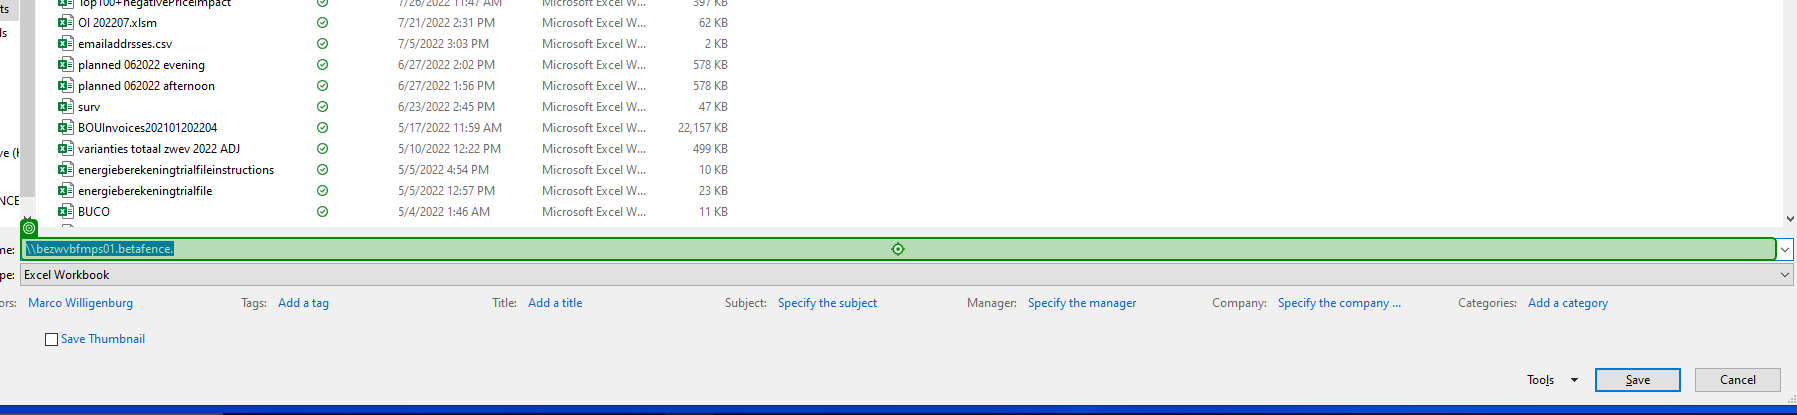 Top100+negativePriceImpact 7/26/2022 11:47 AM Microsoft Excel W... 397 KB
ts
OI 202207.xlsm 7/21/2022 2:31 PM Microsoft Excel W... 62 KB
ls
emailaddrsses.csv 7/5/2022 3:03 PM Microsoft Excel W... 2 KB
planned 062022 evening 6/27/2022 2:02 PM Microsoft Excel W... 578 KB
planned 062022 afternoon 6/27/2022 1:56 PM Microsoft Excel W... 578 KB
surv 6/23/2022 2:45 PM Microsoft Excel W... 47 KB
BOUInvoices202101202204 5/17/2022 11:59 AM Microsoft Excel W... 22,157 KB
ve (
varianties totaal zwev 2022 ADJ 5/10/2022 12:22 PM Microsoft Excel W... 499 KB
energieberekeningtrialfileinstructions 5/5/2022 4:54 PM Microsoft Excel W... 10 KB
energieberekeningtrialfile 5/5/2022 12:57 PM Microsoft Excel W... 23 KB
NCE
BUCO 5/4/2022 1:46 AM Microsoft Excel W... 11 KB
me: \\bezwvbfmps01.betafence.
pe: Excel Workbook
ors: Marco Willigenburg Tags: Add a tag Title: Add a title Subject: Specify the subject Manager: Specify the manager Company: Specify the company ... Categories: Add a category
Save Thumbnail
Tools Save Cancel